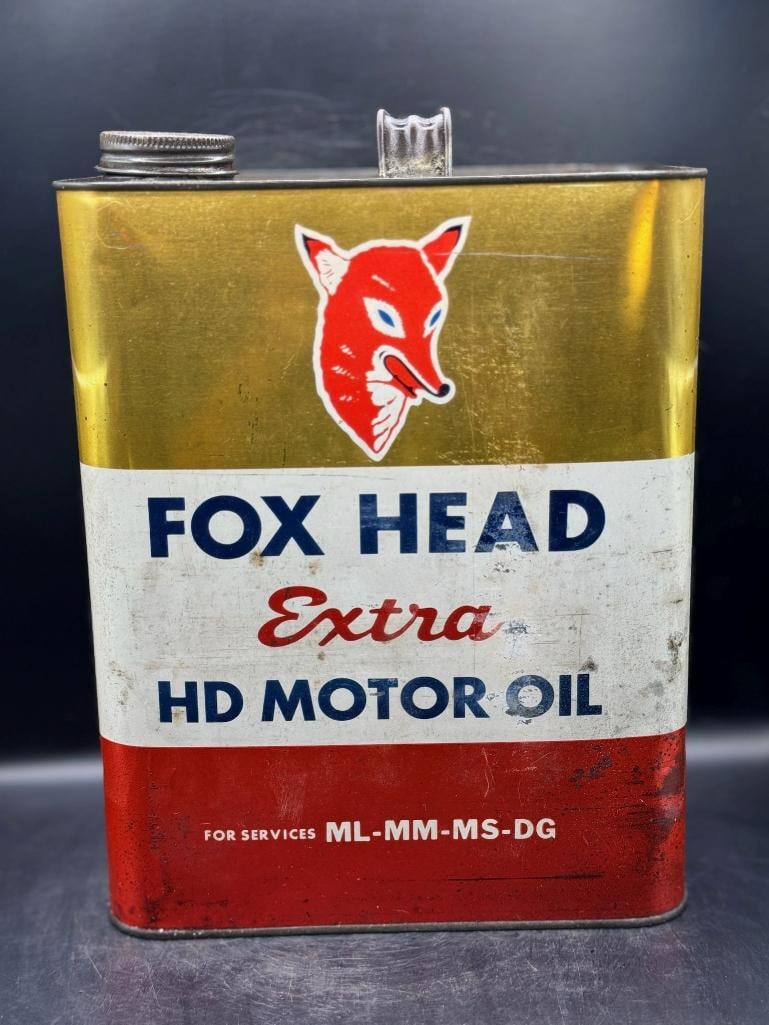 FOX HEAD
Extra
HD MOTOR OIL
FOR SERVICES ML-MM-MS-DG